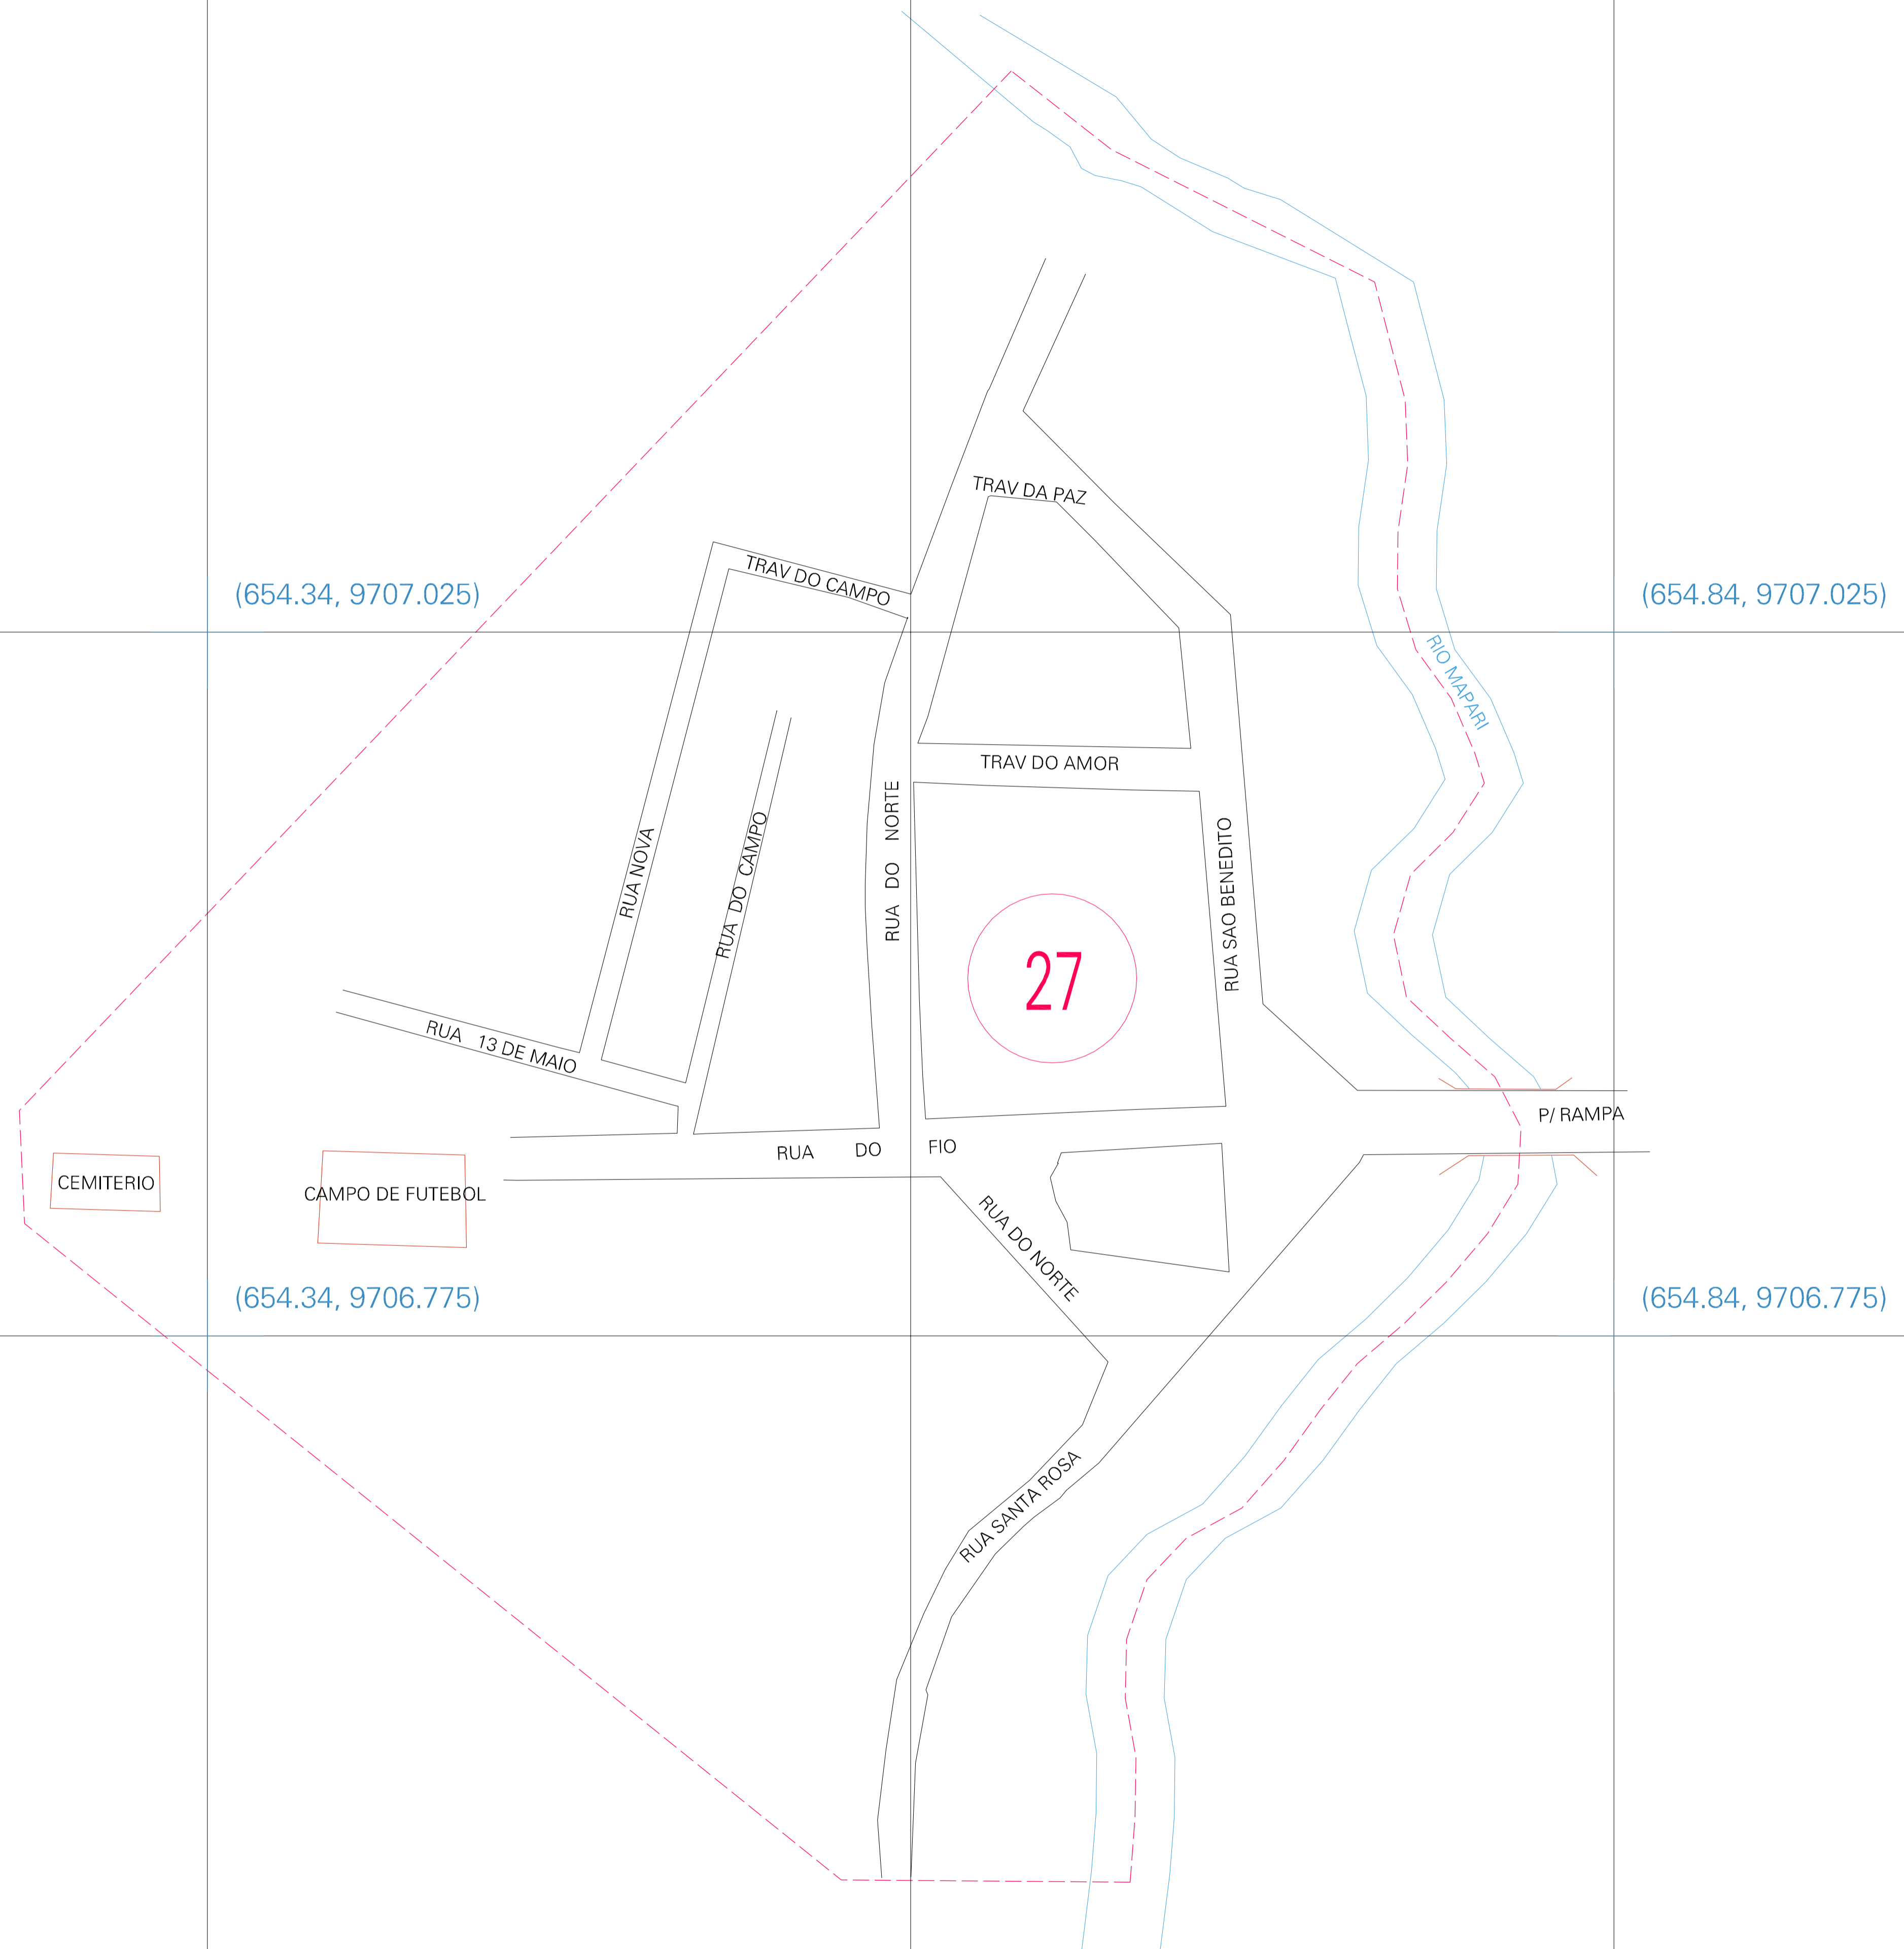 TRAV DA PAZ
TRAV DO CAMPO
(654.34, 9707.025)
(654.84, 9707.025)
RIO MAPARI
TRAV DO AMOR
RUA DO NORTE
RUA NOVA
RUA DO CAMPO
RUA SAO BENEDITO
27
RUA 13 DE MAIO
P/ RAMPA
RUA DO FIO
CEMITERIO
CAMPO DE FUTEBOL
RUA DO NORTE
(654.34, 9706.775)
(654.84, 9706.775)
RUA SANTA ROSA